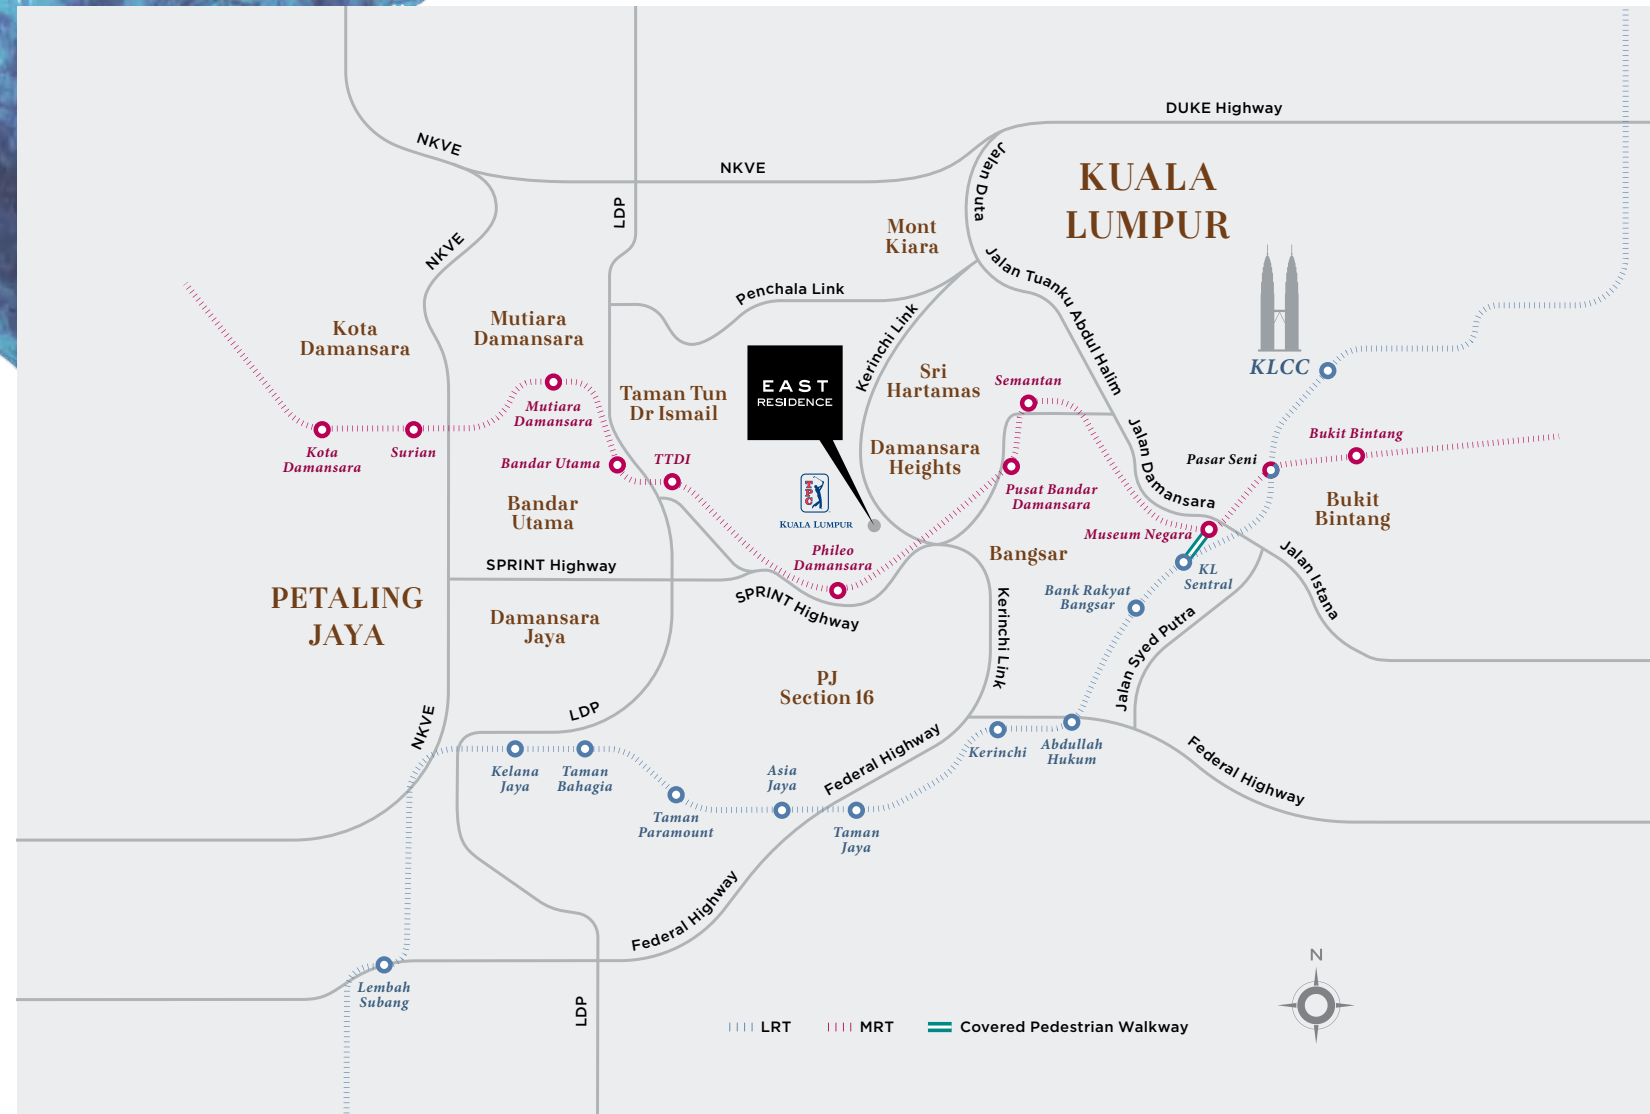 DUKE Highway
NKVE
NKVE
Jalan Duta
KUALA
LUMPUR
LDP
Mont
Kiara
NKVE
Jalan Tuanku Abdul Halim
Penchala Link
Kota
Damansara
Mutiara
Damansara
Kerinchi Link
KLCC
EAST
RESIDENCE
Sri
Hartamas
Semantan
Taman Tun
Dr Ismail
Mutiara
Damansara
Jalan Damansara
Bukit Bintang
Kota
Damansara
Surian
Bandar Utama
TTDI
Damansara
Heights
Pasar Seni
Pusat Bandar
Damansara
Bukit
Bintang
Bandar
Utama
KUALA LUMPUR
Museum Negara
Phileo
Damansara
Bangsar
SPRINT Highway
KL
Sentral
Jalan Istana
PETALING
JAYA
SPRINT Highway
Bank Rakyat
Bangsar
Damansara
Jaya
Kerinchi Link
Jalan Syed Putra
PJ
Section 16
LDP
NKVE
Federal Highway
Kerinchi
Abdullah
Hukum
Federal Highway
Kelana
Jaya
Taman
Bahagia
Asia
Jaya
Taman
Paramount
Taman
Jaya
Federal Highway
Lembah
Subang
LDP
N
LRT
MRT
Covered Pedestrian Walkway